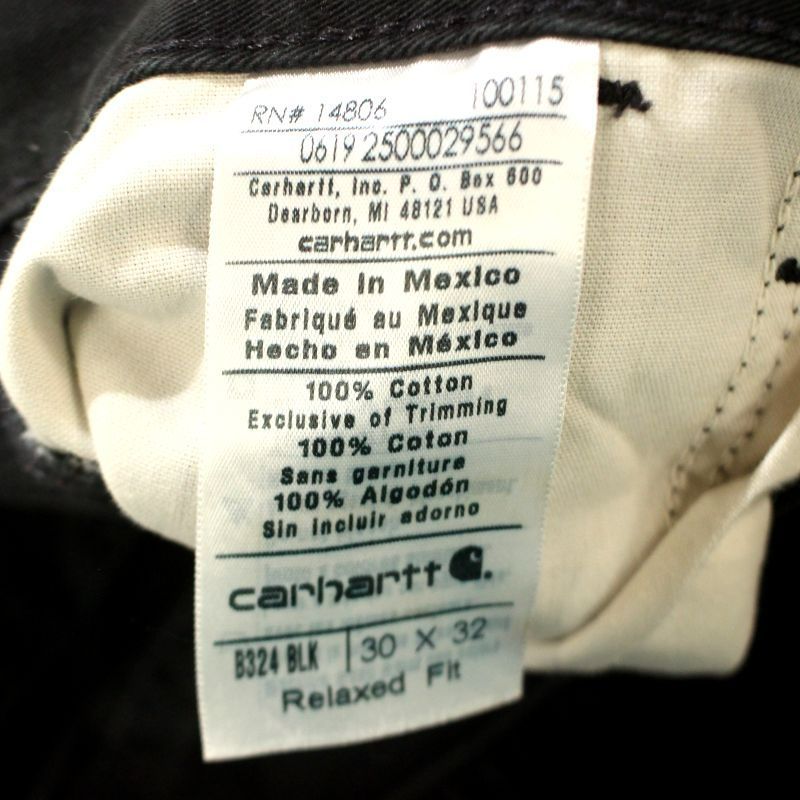 RN# 14806 100115
0619 2500029566
Carhartt, Inc. P. O. Box 600
Dearborn, MI 48121 USA
carhartt.com
Made in Mexico
Fabriqué au Mexique
Hecho en México
100% Cotton
Exclusive of Trimming
100% Coton
Sans garniture
100% Algodón
Sin incluir adorno
carhartt
B324 BLK 30 X 32
Relaxed Fit